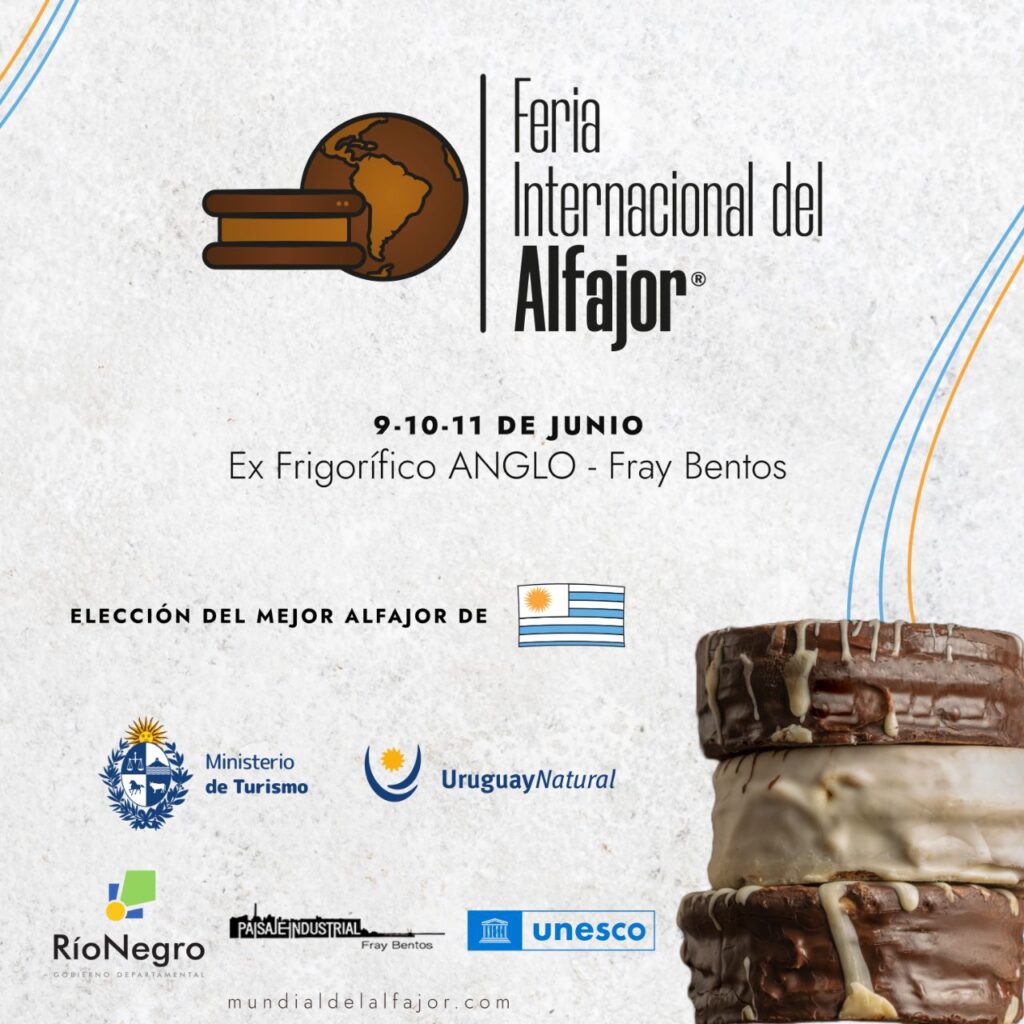 Feria
Internacional del
Alfajor®
9-10-11 DE JUNIO
Ex Frigorífico ANGLO - Fray Bentos
ELECCIÓN DEL MEJOR ALFAJOR DE
Ministerio
de Turismo
UruguayNatural
RíoNegro
GOBIERNO DEPARTAMENTAL
PAISAJE INDUSTRIAL
Fray Bentos
unesco
mundialdelalfajor.com